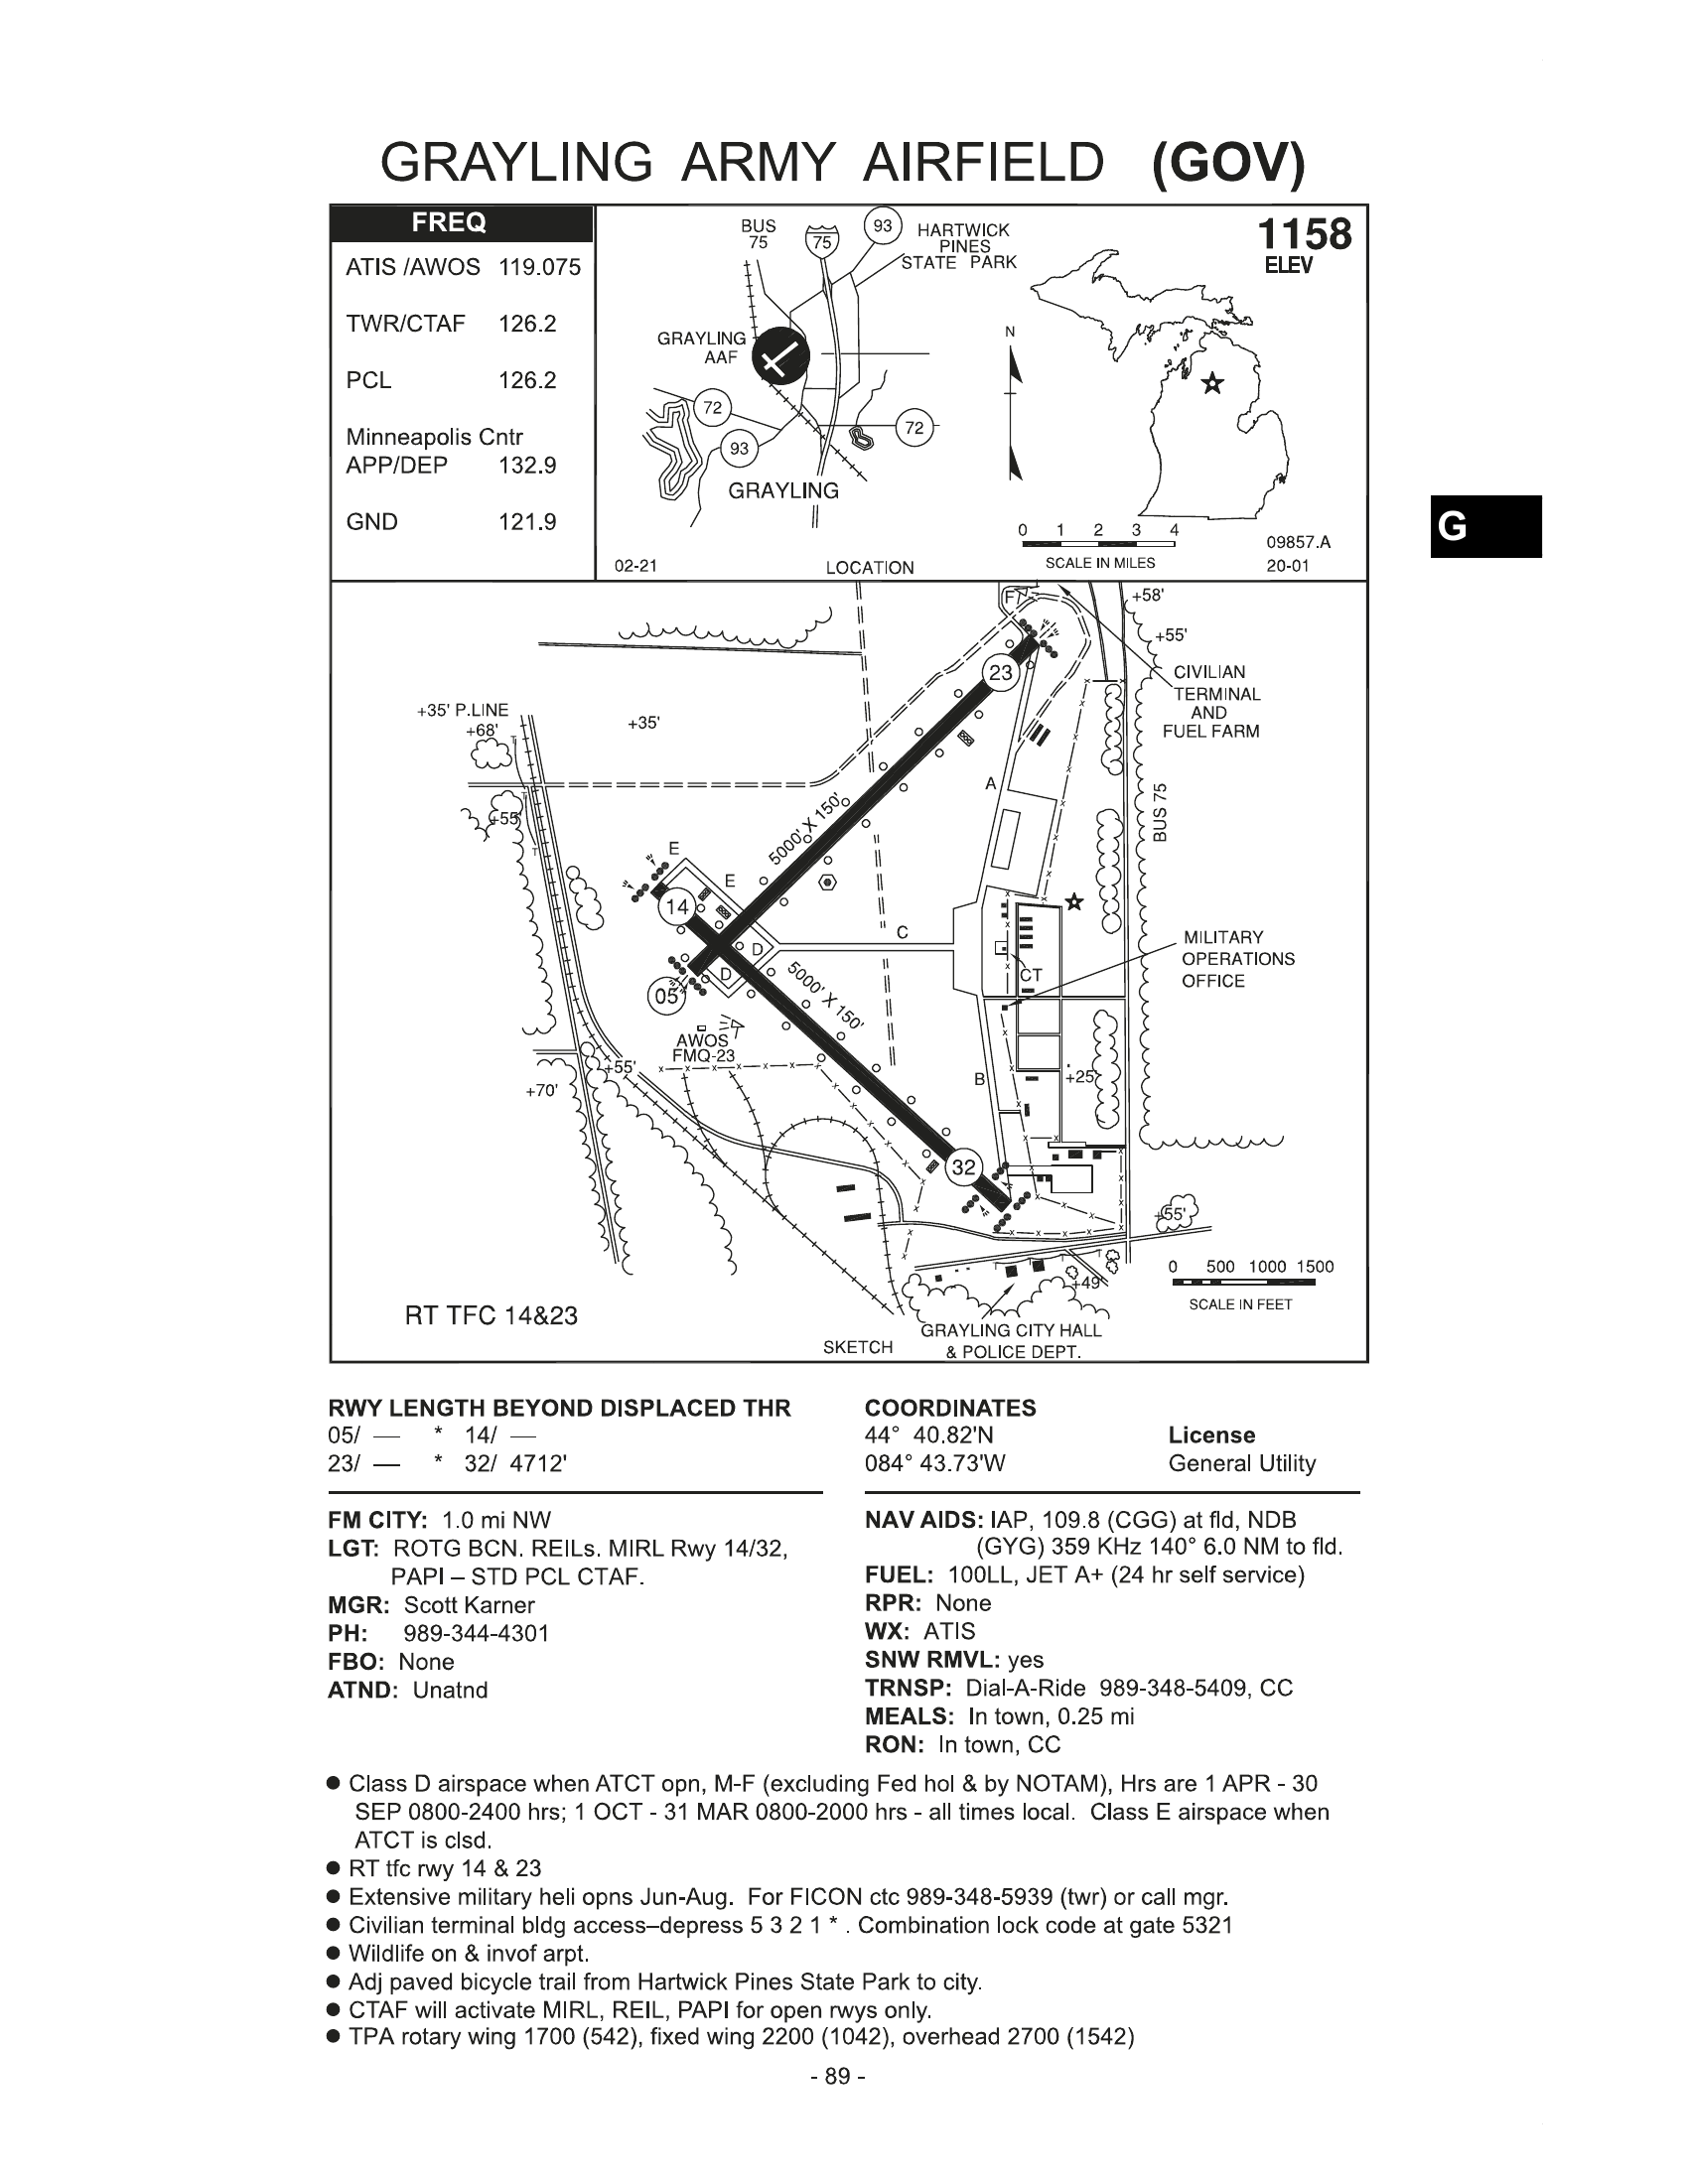 GRAYLING ARMY AIRFIELD (GOV)
FREQ
ATIS /AWOS 119.075
TWR/CTAF 126.2
PCL 126.2
Minneapolis Cntr
APP/DEP 132.9
GND 121.9
BUS
75
75
93
HARTWICK
PINES
STATE PARK
GRAYLING
AAF
72
93
72
GRAYLING
02-21
LOCATION
N
0 1 2 3 4
SCALE IN MILES
1158
ELEV
09857.A
20-01
G
F
+58'
+55'
CIVILIAN
TERMINAL
AND
FUEL FARM
23
+35' P.LINE
+68'
+35'
+55'
A
BUS 75
5000' X 150'
E
E
14
C
D
D
05
CT
MILITARY
OPERATIONS
OFFICE
5000' X 150'
AWOS
FMQ-23
+55'
+70'
B
+25'
32
+55'
+49'
0 500 1000 1500
SCALE IN FEET
RT TFC 14&23
SKETCH
GRAYLING CITY HALL
& POLICE DEPT.
RWY LENGTH BEYOND DISPLACED THR
05/ — * 14/ —
23/ — * 32/ 4712'
COORDINATES
44° 40.82'N
084° 43.73'W
License
General Utility
FM CITY: 1.0 mi NW
LGT: ROTG BCN. REILs. MIRL Rwy 14/32,
PAPI – STD PCL CTAF.
MGR: Scott Karner
PH: 989-344-4301
FBO: None
ATND: Unatnd
NAV AIDS: IAP, 109.8 (CGG) at fld, NDB
(GYG) 359 KHz 140° 6.0 NM to fld.
FUEL: 100LL, JET A+ (24 hr self service)
RPR: None
WX: ATIS
SNW RMVL: yes
TRNSP: Dial-A-Ride 989-348-5409, CC
MEALS: In town, 0.25 mi
RON: In town, CC
● Class D airspace when ATCT opn, M-F (excluding Fed hol & by NOTAM), Hrs are 1 APR - 30
SEP 0800-2400 hrs; 1 OCT - 31 MAR 0800-2000 hrs - all times local. Class E airspace when
ATCT is clsd.
● RT tfc rwy 14 & 23
● Extensive military heli opns Jun-Aug. For FICON ctc 989-348-5939 (twr) or call mgr.
● Civilian terminal bldg access–depress 5 3 2 1 * . Combination lock code at gate 5321
● Wildlife on & invof arpt.
● Adj paved bicycle trail from Hartwick Pines State Park to city.
● CTAF will activate MIRL, REIL, PAPI for open rwys only.
● TPA rotary wing 1700 (542), fixed wing 2200 (1042), overhead 2700 (1542)
- 89 -